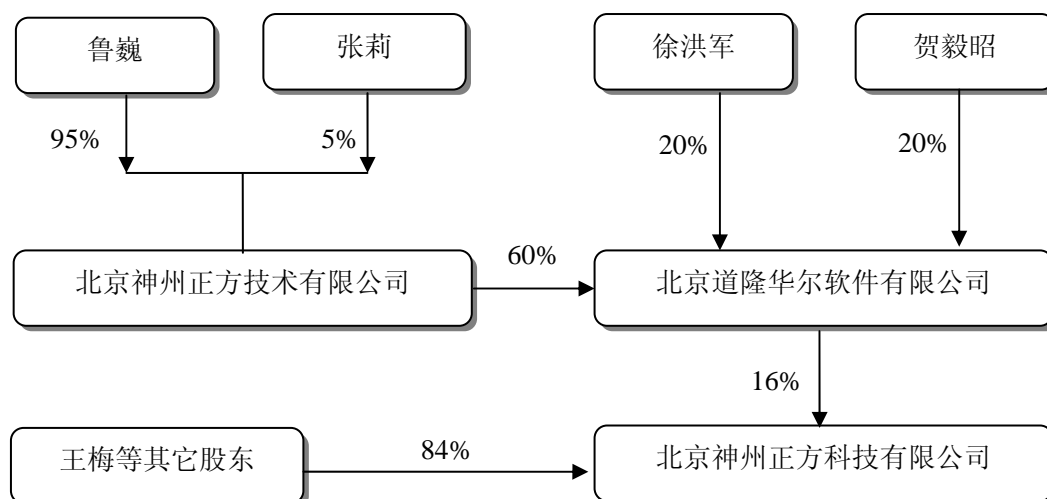 鲁巍
张莉
徐洪军
贺毅昭
95%
5%
20%
20%
北京神州正方技术有限公司
60%
北京道隆华尔软件有限公司
16%
王梅等其它股东
84%
北京神州正方科技有限公司